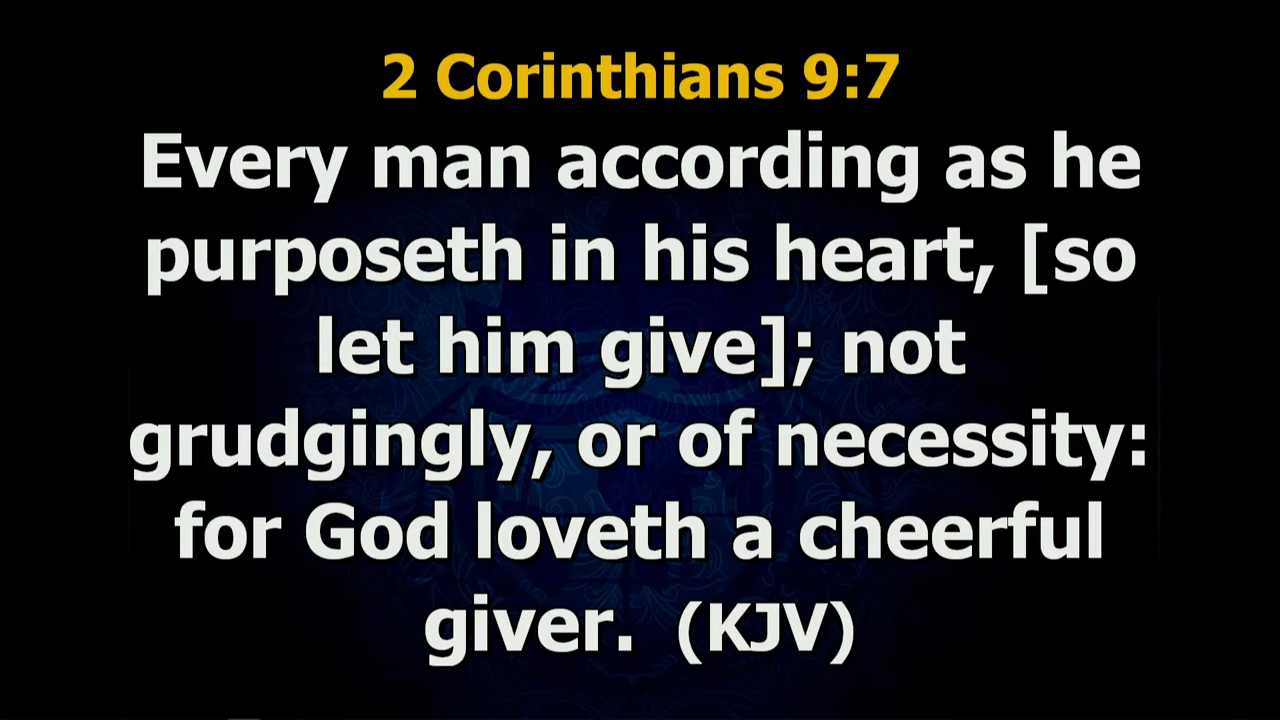 2 Corinthians 9:7
Every man according as he
purposeth in his heart, [so
let him give]; not
grudgingly, or of necessity:
for God loveth a cheerful
giver.  (KJV)